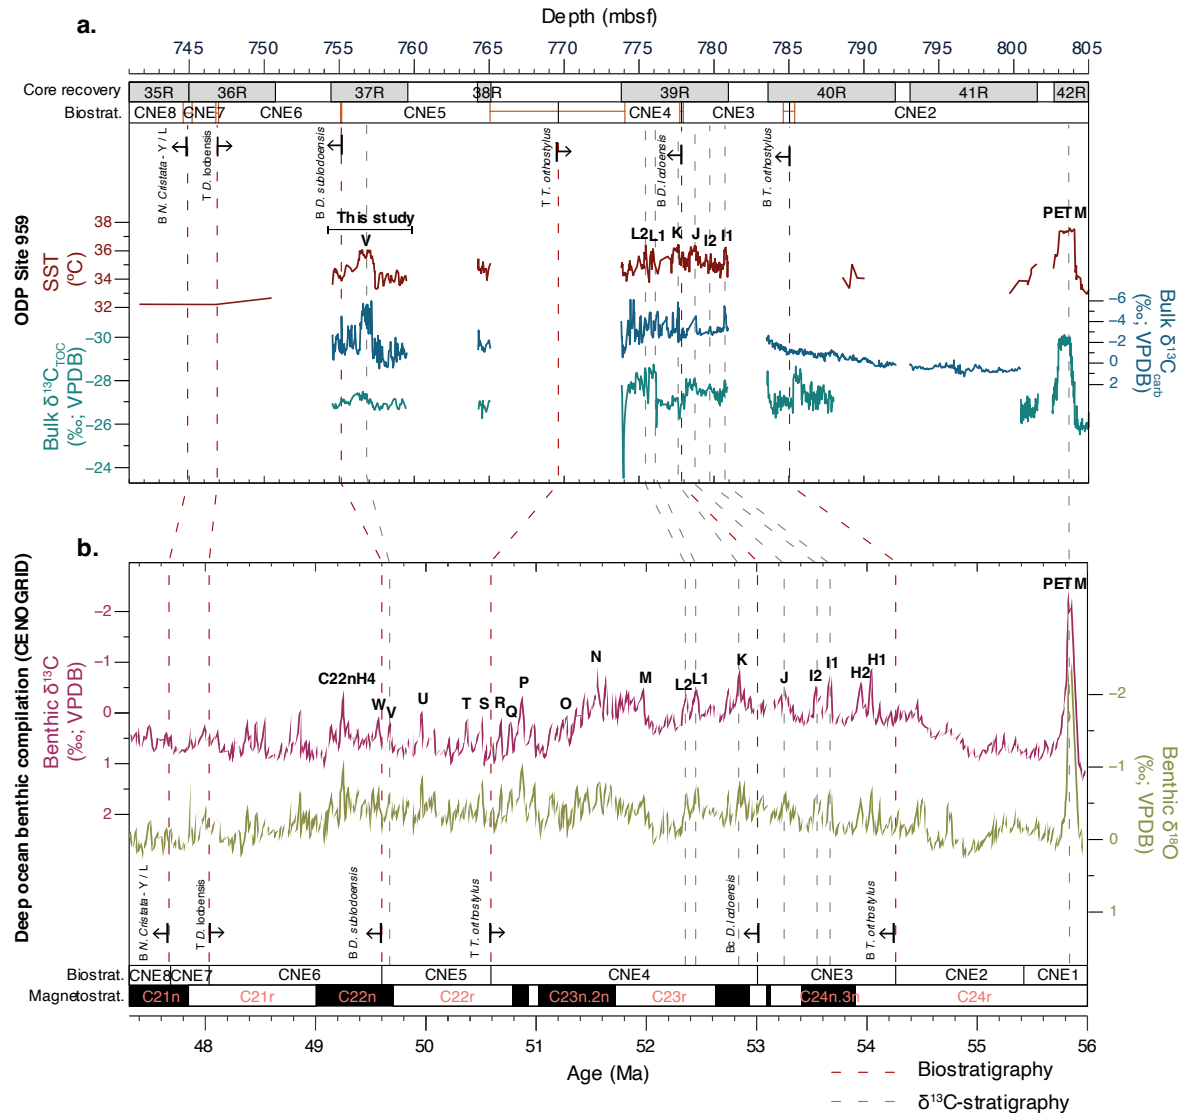 a.
Depth (mbsf)
745 750 755 760 765 770 775 780 785 790 795 800 805
Core recovery 35R 36R 37R 38R 39R 40R 41R 42R
Biostrat. CNE8 CNE7 CNE6 CNE5 CNE4 CNE3 CNE2
B N. Cristata - Y / L
T D. lodoensis
B D. sublodoensis
T T. orthostylus
B D. lodoensis
B T. orthostylus
ODP Site 959
SST (ºC)
38
36
34
32
This study
V
L2 L1 K J I2 I1
PETM
Bulk δ13CTOC (‰; VPDB)
−30
−28
−26
−24
Bulk δ13Ccarb (‰; VPDB)
−6
−4
−2
0
2
b.
Deep ocean benthic compilation (CENOGRID)
Benthic δ13C (‰; VPDB)
−2
−1
0
1
2
C22nH4 W V U T S R Q P O N M L2 L1 K J I2 I1 H2 H1
PETM
Benthic δ18O (‰; VPDB)
−2
−1
0
1
B N. Cristata - Y / L
T D. lodoensis
B D. sublodoensis
T T. orthostylus
Bc D. lodoensis
B T. orthostylus
Biostrat. CNE8 CNE7 CNE6 CNE5 CNE4 CNE3 CNE2 CNE1
Magnetostrat. C21n C21r C22n C22r C23n.2n C23r C24n.3n C24r
48 49 50 51 52 53 54 55 56
Age (Ma)
Biostratigraphy
δ13C-stratigraphy